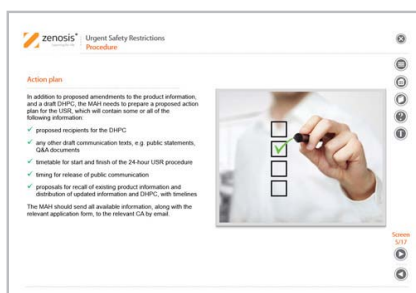 zenosis
Urgent Safety Restrictions
Procedure
Action plan
In addition to proposed amendments to the product information,
and a draft DHPC, the MAH needs to prepare a proposed action
plan for the USR, which will contain some or all of the
following information:
proposed recipients for the DHPC
any other draft communication texts, e.g. public statements,
Q&A documents
timetable for start and finish of the 24-hour USR procedure
timing for release of public communication
proposals for recall of existing product information and
distribution of updated information and DHPC, with timelines
The MAH should send all available information, along with the
relevant application form, to the relevant CA by email.
Screen
5/17